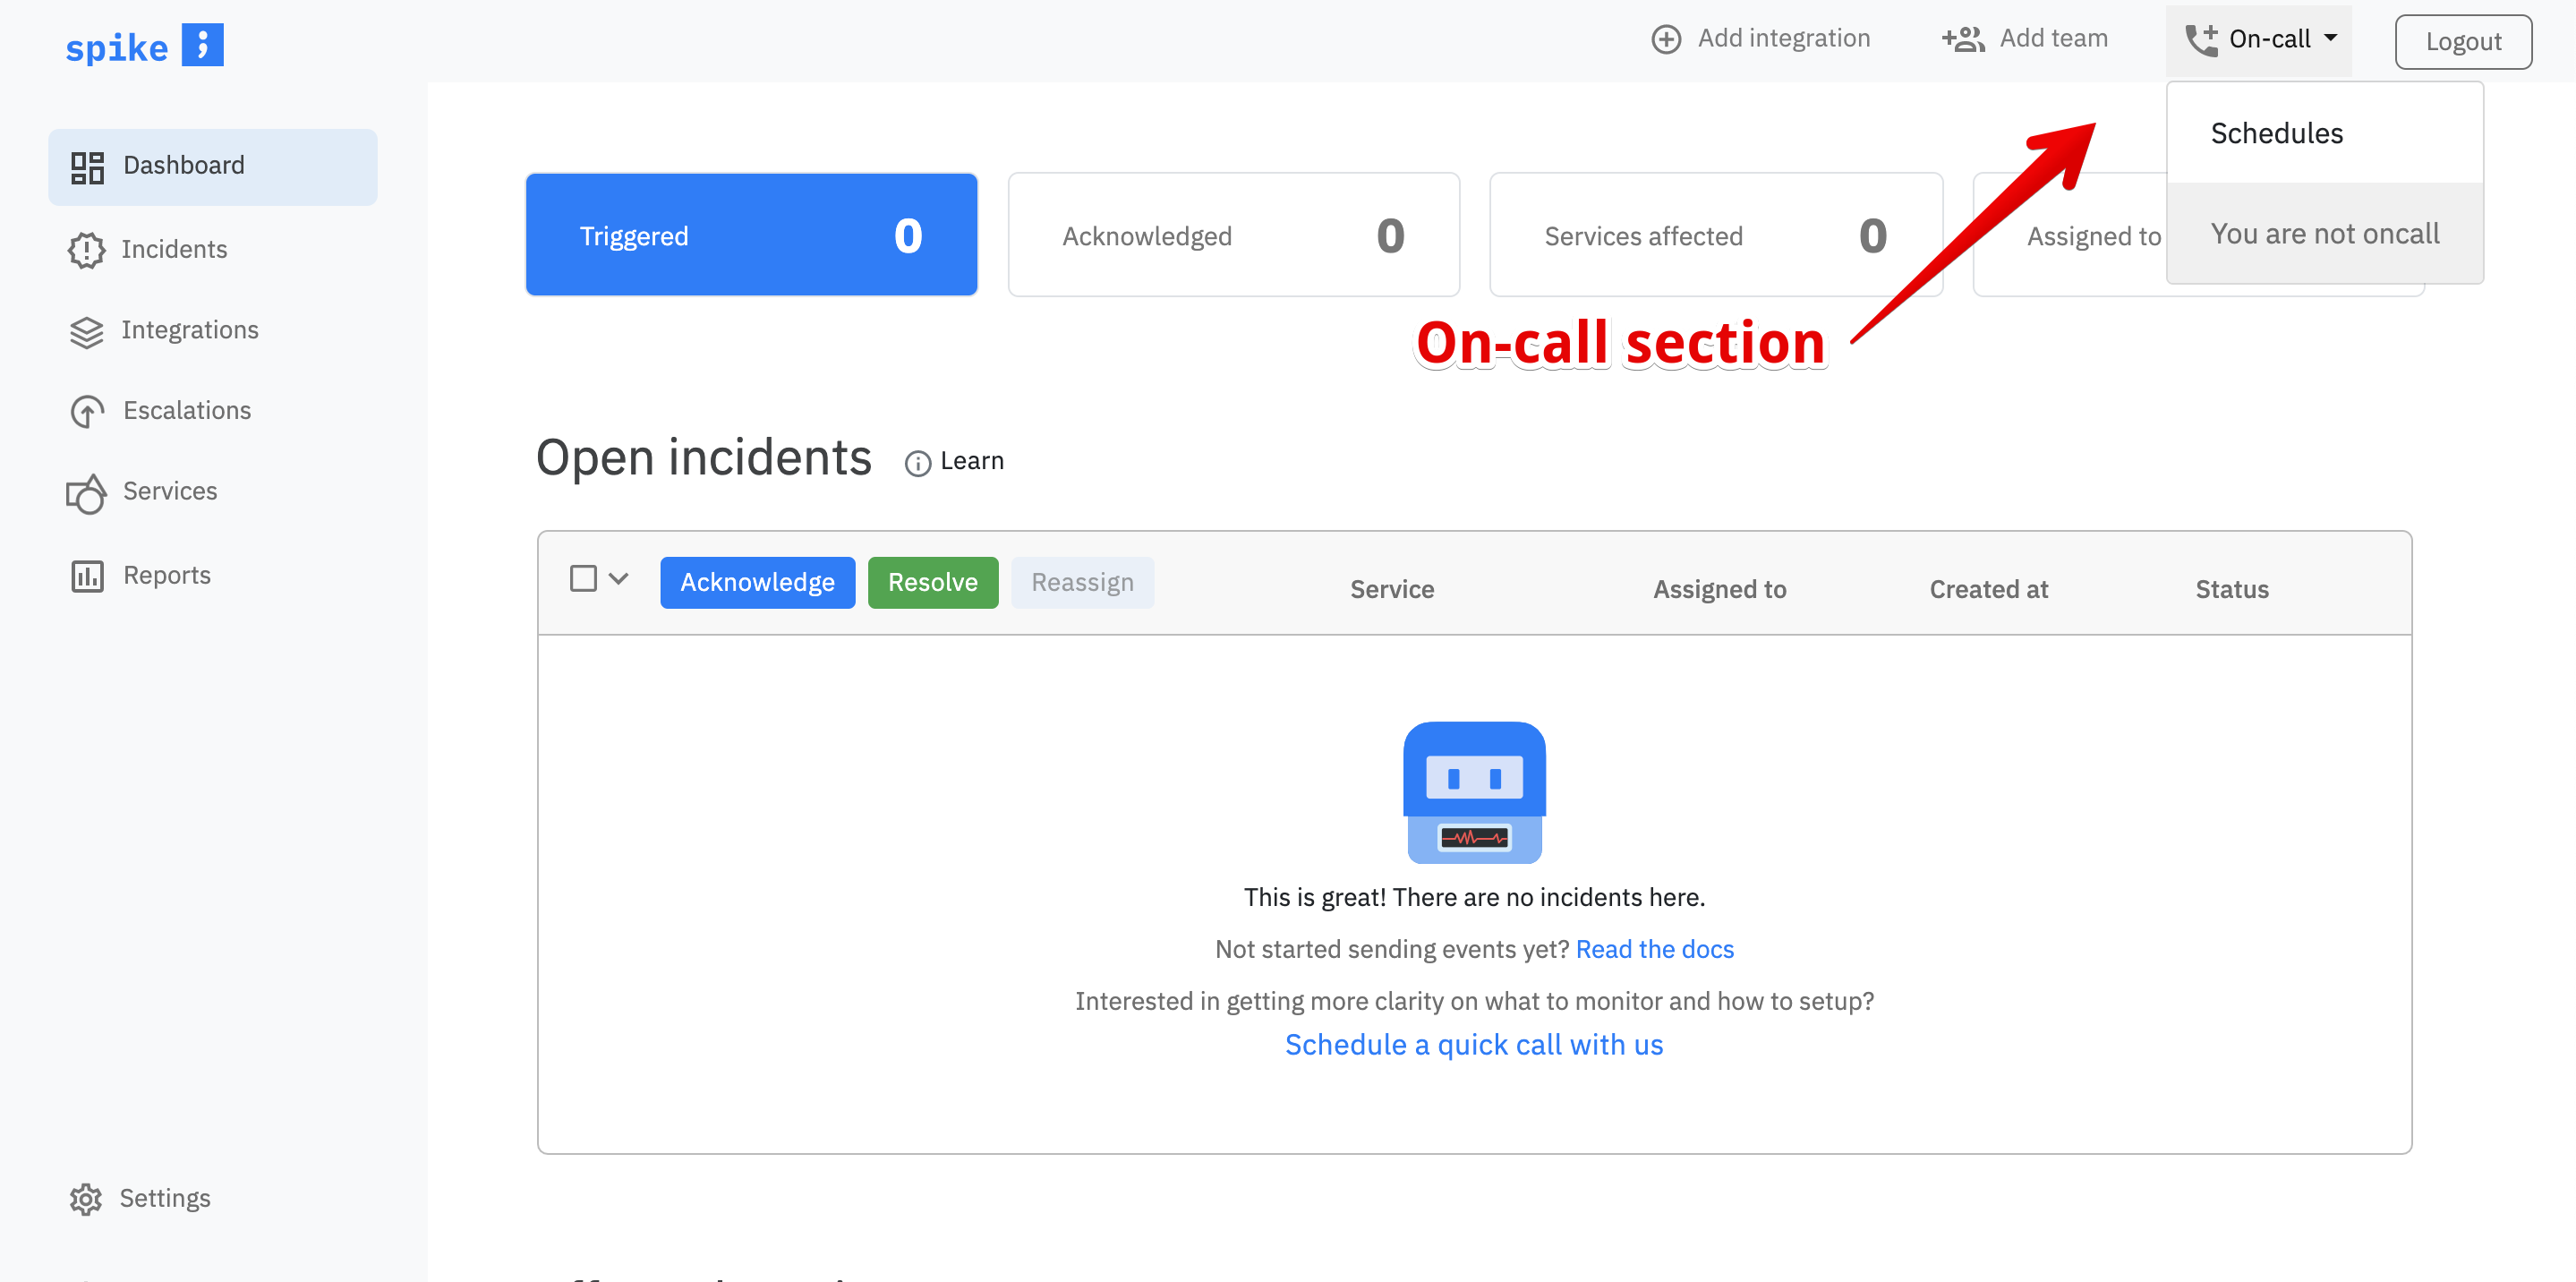 spike ;
Add integration
Add team
On-call
Logout
Schedules
You are not oncall
Dashboard
Incidents
Integrations
Escalations
Services
Reports
Settings
Triggered 0
Acknowledged 0
Services affected 0
Assigned to
On-call section
Open incidents Learn
Acknowledge Resolve Reassign Service Assigned to Created at Status
This is great! There are no incidents here.
Not started sending events yet? Read the docs
Interested in getting more clarity on what to monitor and how to setup?
Schedule a quick call with us